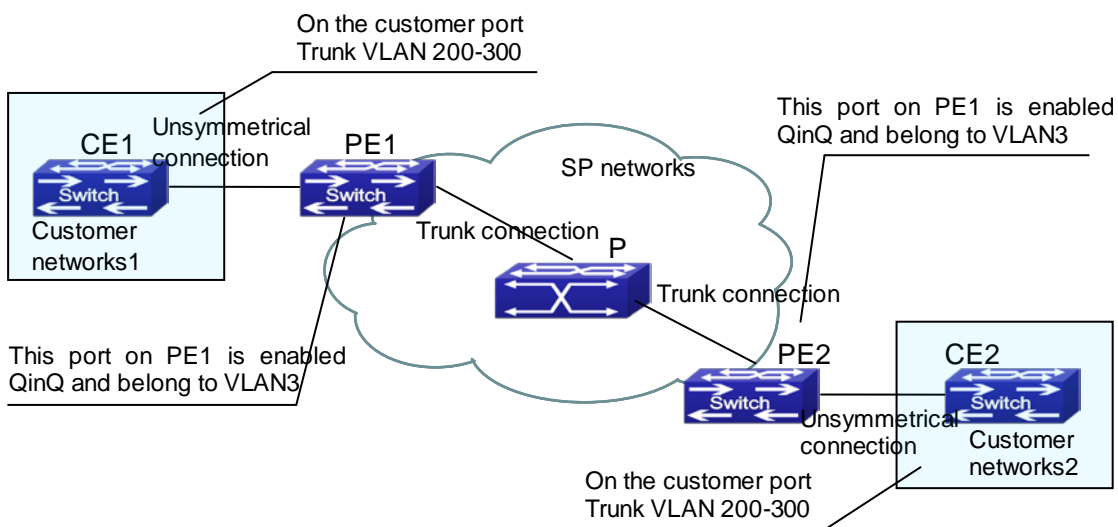 On the customer port
Trunk VLAN 200-300
This port on PE1 is enabled
QinQ and belong to VLAN3
Unsymmetrical
connection
CE1
PE1
SP networks
Switch
Switch
Customer
networks1
Trunk connection
P
Trunk connection
This port on PE1 is enabled
QinQ and belong to VLAN3
PE2
CE2
Switch
Switch
Unsymmetrical
connection
Customer
networks2
On the customer port
Trunk VLAN 200-300